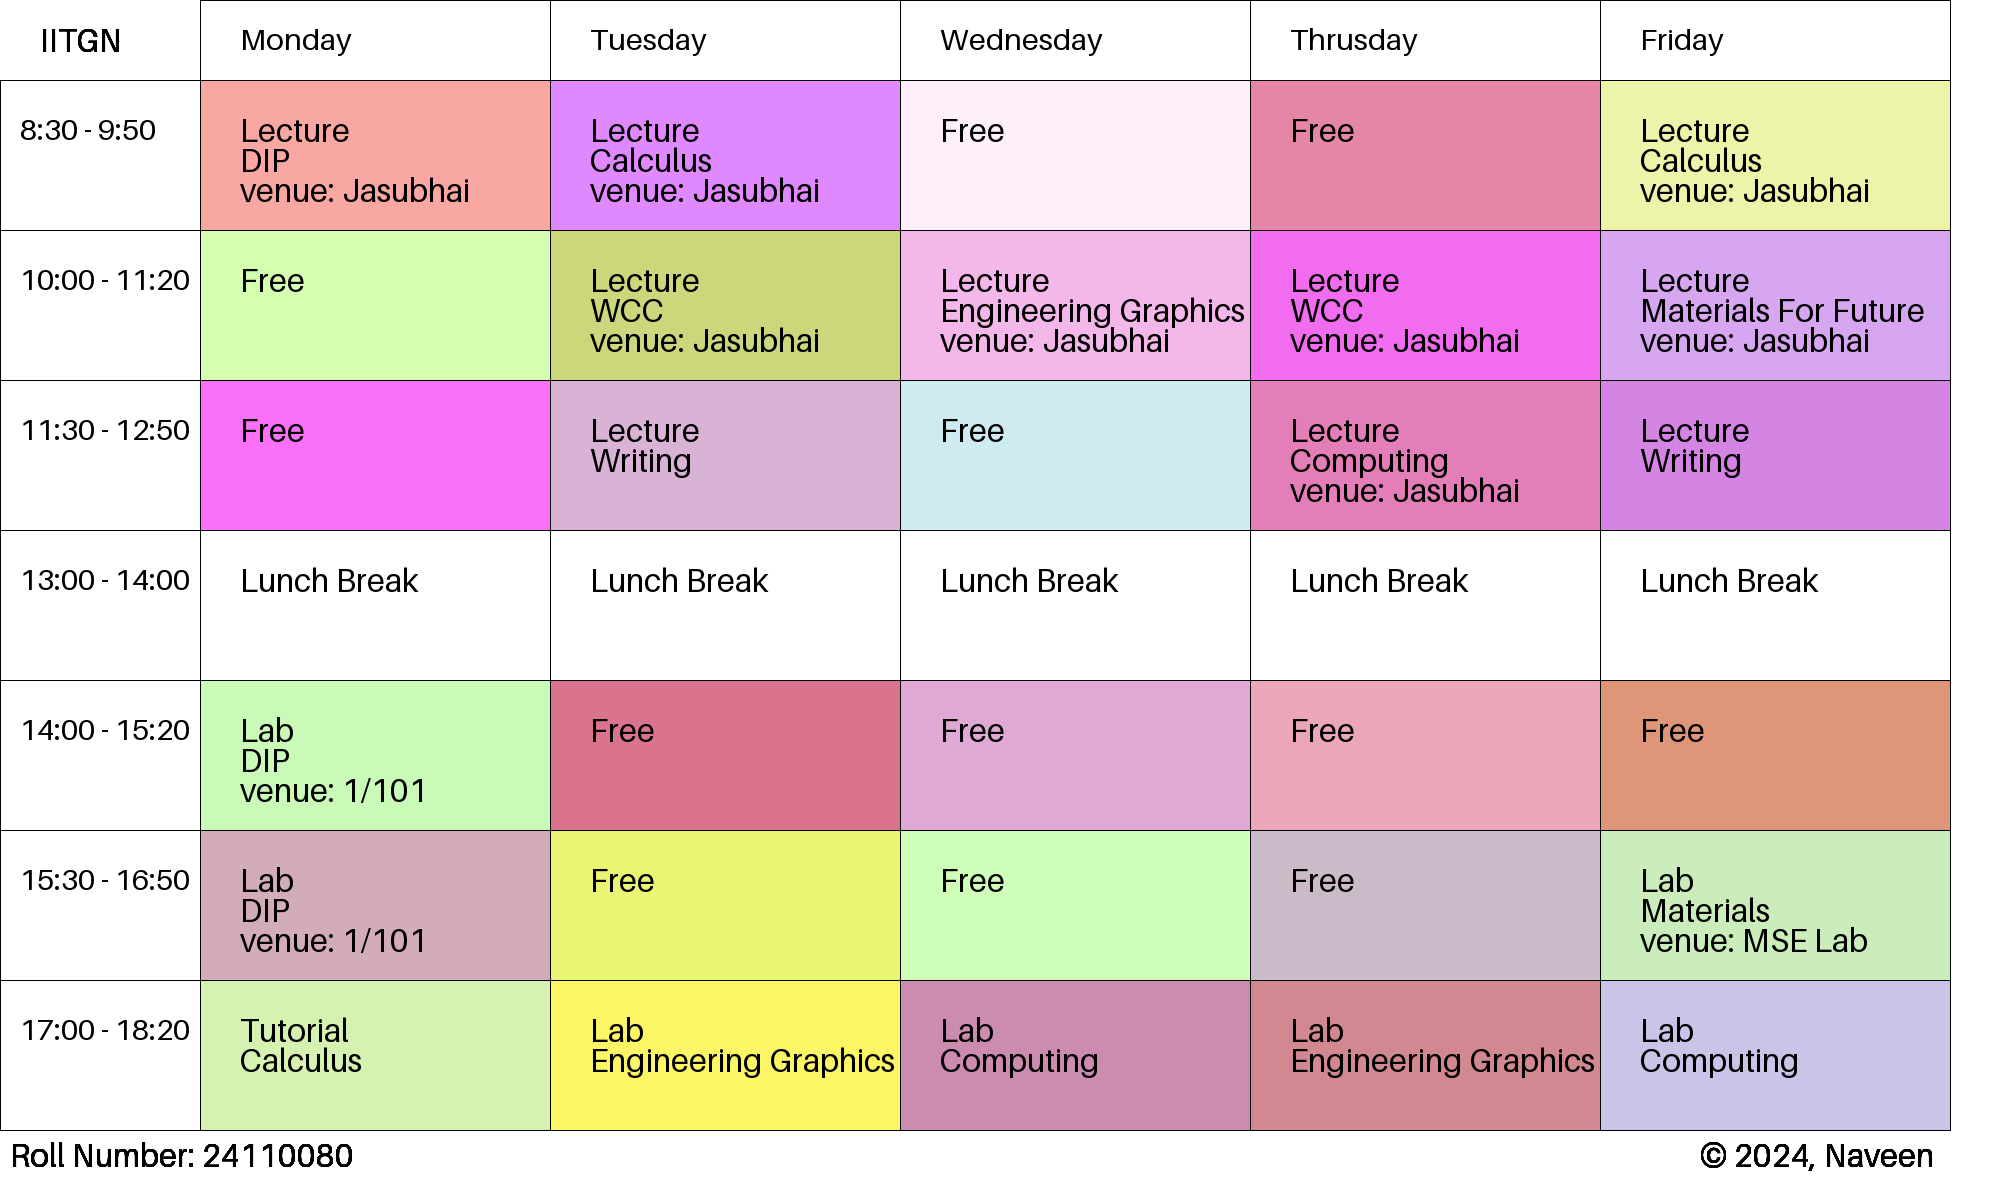 IITGN
Monday
Tuesday
Wednesday
Thrusday
Friday
8:30 - 9:50
Lecture
DIP
venue: Jasubhai
Lecture
Calculus
venue: Jasubhai
Free
Free
Lecture
Calculus
venue: Jasubhai
10:00 - 11:20
Free
Lecture
WCC
venue: Jasubhai
Lecture
Engineering Graphics
venue: Jasubhai
Lecture
WCC
venue: Jasubhai
Lecture
Materials For Future
venue: Jasubhai
11:30 - 12:50
Free
Lecture
Writing
Free
Lecture
Computing
venue: Jasubhai
Lecture
Writing
13:00 - 14:00
Lunch Break
Lunch Break
Lunch Break
Lunch Break
Lunch Break
14:00 - 15:20
Lab
DIP
venue: 1/101
Free
Free
Free
Free
15:30 - 16:50
Lab
DIP
venue: 1/101
Free
Free
Free
Lab
Materials
venue: MSE Lab
17:00 - 18:20
Tutorial
Calculus
Lab
Engineering Graphics
Lab
Computing
Lab
Engineering Graphics
Lab
Computing
Roll Number: 24110080
© 2024, Naveen